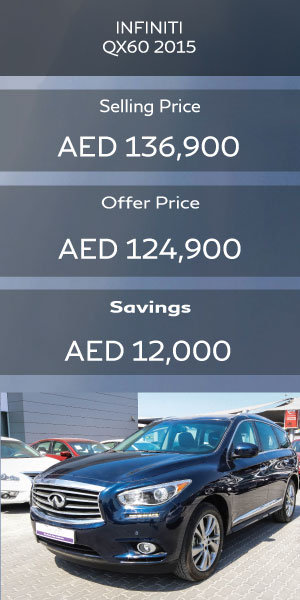 INFINITI
QX60 2015
Selling Price
AED 136,900
Offer Price
AED 124,900
Savings
AED 12,000